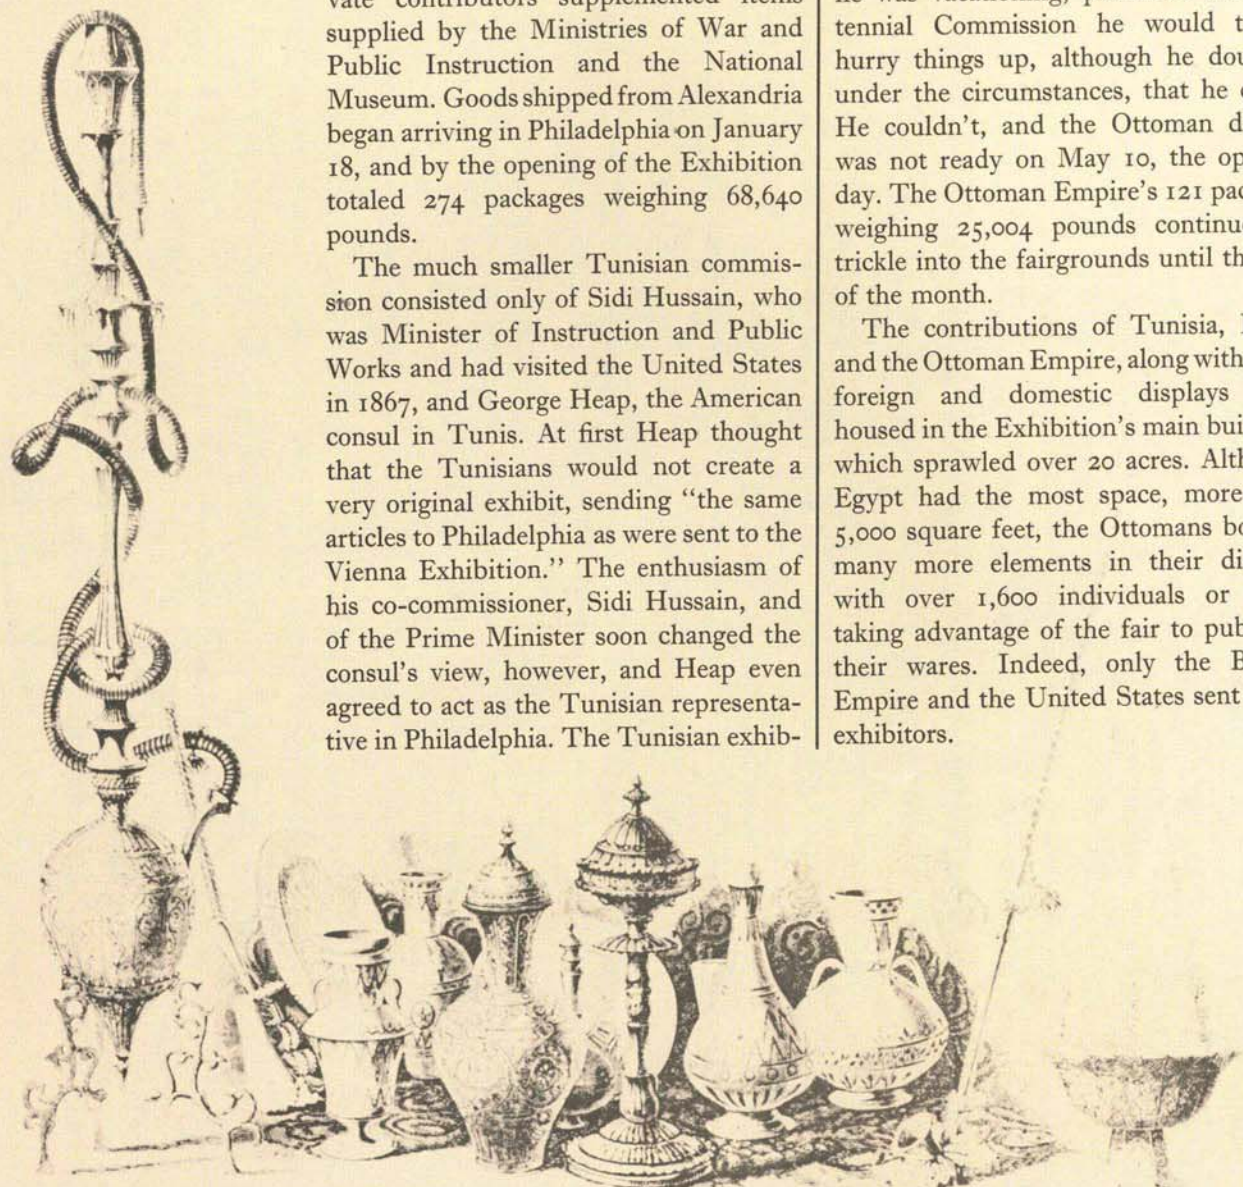 vate contributors supplemented items
supplied by the Ministries of War and
Public Instruction and the National
Museum. Goods shipped from Alexandria
began arriving in Philadelphia on January
18, and by the opening of the Exhibition
totaled 274 packages weighing 68,640
pounds.
The much smaller Tunisian commis-
sion consisted only of Sidi Hussain, who
was Minister of Instruction and Public
Works and had visited the United States
in 1867, and George Heap, the American
consul in Tunis. At first Heap thought
that the Tunisians would not create a
very original exhibit, sending “the same
articles to Philadelphia as were sent to the
Vienna Exhibition.” The enthusiasm of
his co-commissioner, Sidi Hussain, and
of the Prime Minister soon changed the
consul's view, however, and Heap even
agreed to act as the Tunisian representa-
tive in Philadelphia. The Tunisian exhib-
he was
tennial Commission he would t
hurry things up, although he dou
under the circumstances, that he
He couldn't, and the Ottoman d
was not ready on May 10, the op
day. The Ottoman Empire's 121 pac
weighing 25,004 pounds continue
trickle into the fairgrounds until th
of the month.
The contributions of Tunisia,
and the Ottoman Empire, along with
foreign and domestic displays
housed in the Exhibition's main bui
which sprawled over 20 acres. Alth
Egypt had the most space, more
5,000 square feet, the Ottomans bo
many more elements in their di
with over 1,600 individuals or
taking advantage of the fair to pub
their wares. Indeed, only the B
Empire and the United States sent
exhibitors.